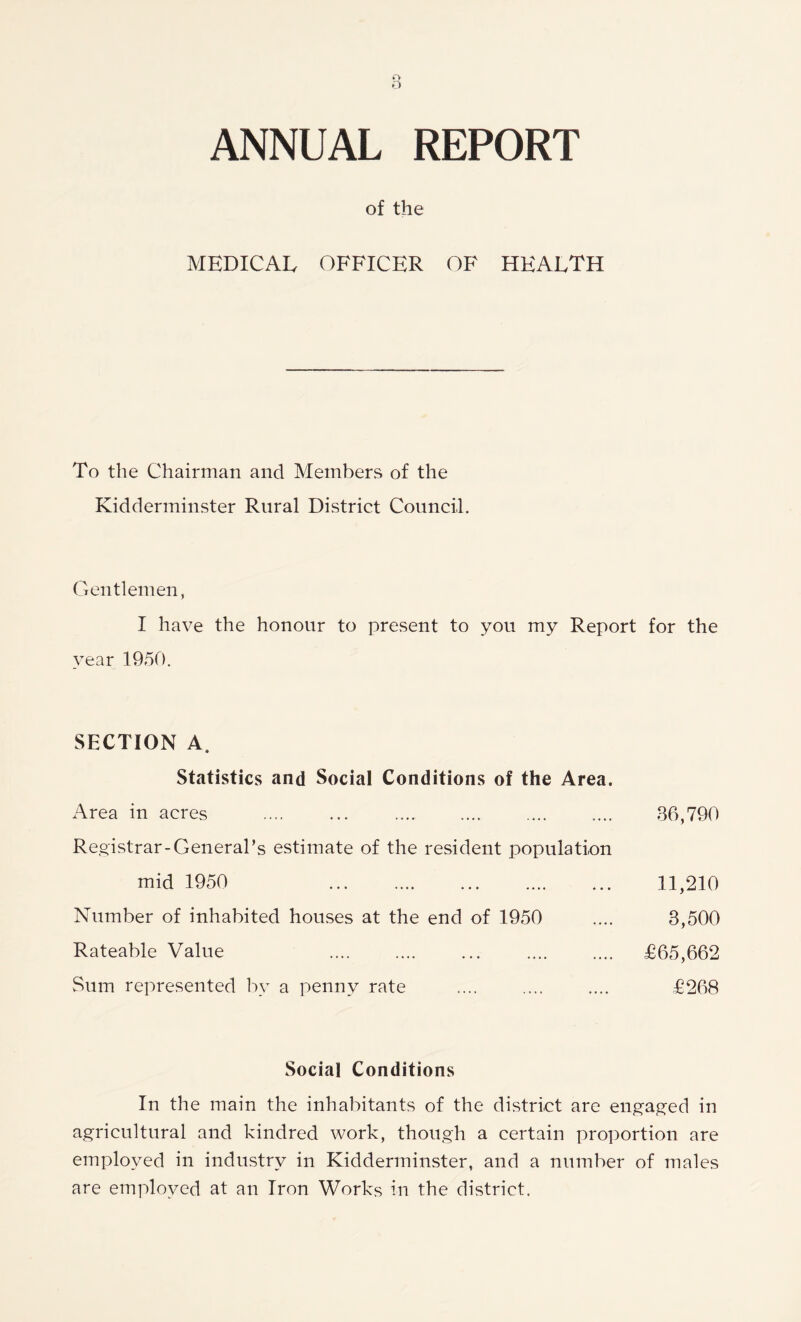 3
ANNUAL REPORT
of the
MEDICAL OFFICER OF HEALTH
To the Chairman and Members of the
Kidderminster Rural District Council.
Gentlemen,
I have the honour to present to you my Report for the
year 1950.
SECTION A.
Statistics and Social Conditions of the Area.
Area in acres .... ... .... .... .... .... 36,790
Registrar-General's estimate of the resident population
mid 1950 ... .... ... .... ... 11,210
Number of inhabited houses at the end of 1950 .... 3,500
Rateable Value .... .... ... .... .... £65,662
Sum represented by a penny rate .... .... .... £268
Social Conditions
In the main the inhabitants of the district are engaged in
agricultural and kindred work, though a certain proportion are
employed in industry in Kidderminster, and a number of males
are employed at an Iron Works in the district.